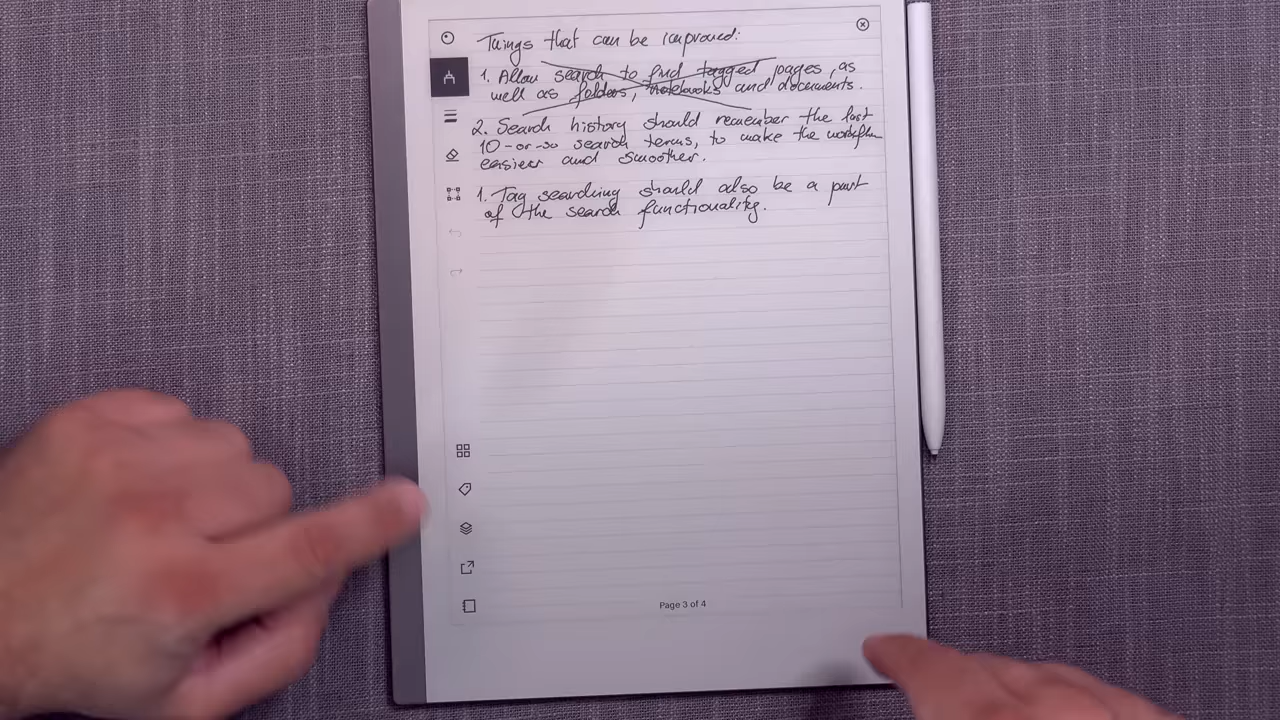 Things that can be improved:
1. Allow search to find tagged pages, as
well as folders, notebooks and documents.
2. Search history should remember the last
10-or-so search terms, to make the workflow
easier and smoother.
1. Tag searching should also be a part
of the search functionality.
Page 3 of 4